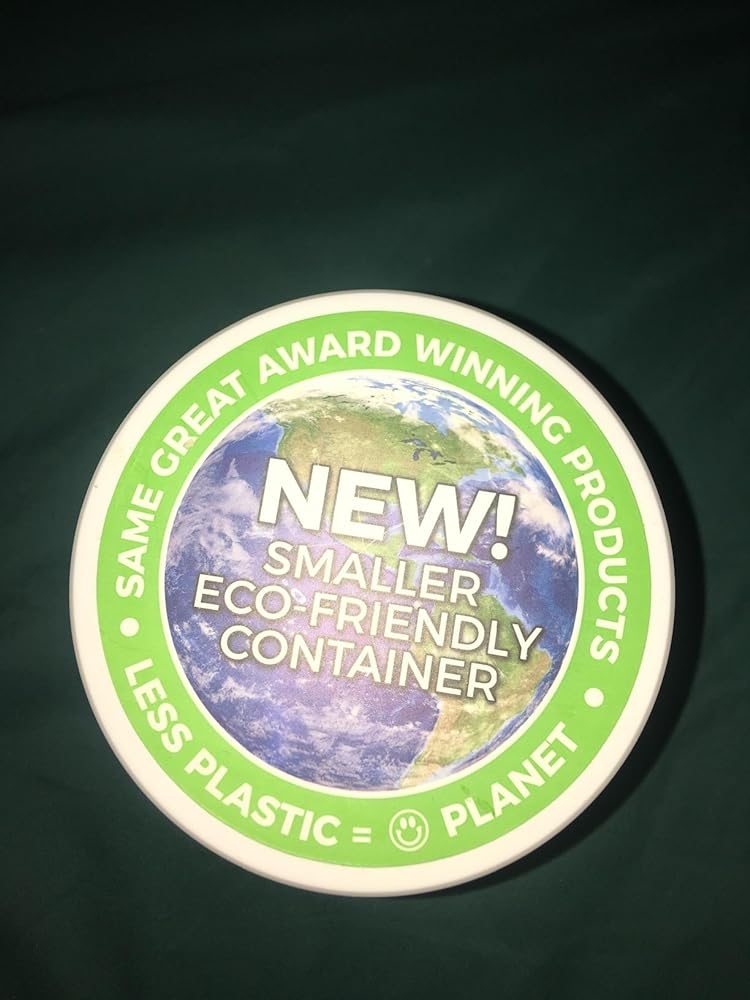 SAME GREAT AWARD WINNING PRODUCTS
NEW!
SMALLER
ECO-FRIENDLY
CONTAINER
LESS PLASTIC = ☺ PLANET